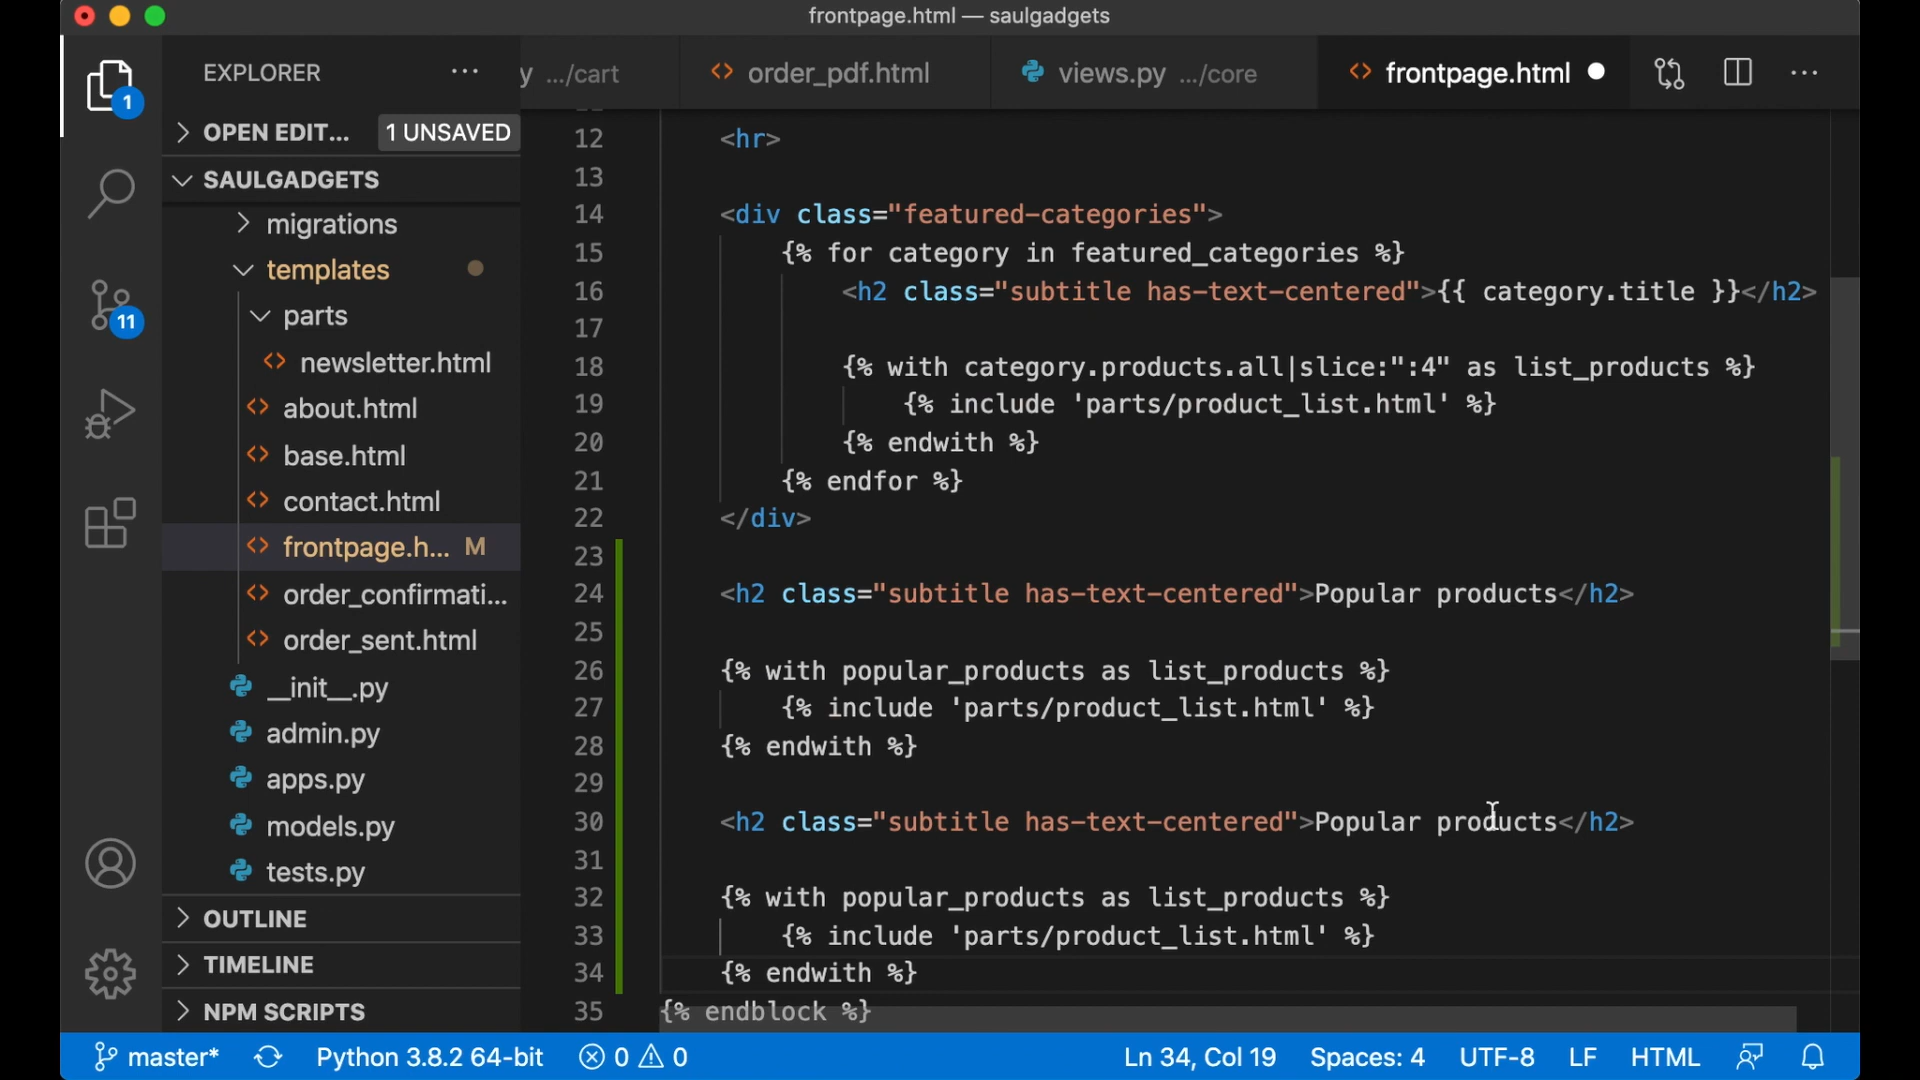 frontpage.html — saulgadgets
EXPLORER
y .../cart
order_pdf.html
views.py .../core
frontpage.html
1
OPEN EDIT... 1 UNSAVED
SAULGADGETS
migrations
templates
parts
newsletter.html
about.html
base.html
contact.html
frontpage.h... M
order_confirmati...
order_sent.html
__init__.py
admin.py
apps.py
models.py
tests.py
OUTLINE
TIMELINE
NPM SCRIPTS
11
12 <hr>
13
14 <div class="featured-categories">
15 {% for category in featured_categories %}
16 <h2 class="subtitle has-text-centered">{{ category.title }}</h2>
17
18 {% with category.products.all|slice:":4" as list_products %}
19 {% include 'parts/product_list.html' %}
20 {% endwith %}
21 {% endfor %}
22 </div>
23
24 <h2 class="subtitle has-text-centered">Popular products</h2>
25
26 {% with popular_products as list_products %}
27 {% include 'parts/product_list.html' %}
28 {% endwith %}
29
30 <h2 class="subtitle has-text-centered">Popular products</h2>
31
32 {% with popular_products as list_products %}
33 {% include 'parts/product_list.html' %}
34 {% endwith %}
35 {% endblock %}
master* Python 3.8.2 64-bit 0 0 Ln 34, Col 19 Spaces: 4 UTF-8 LF HTML